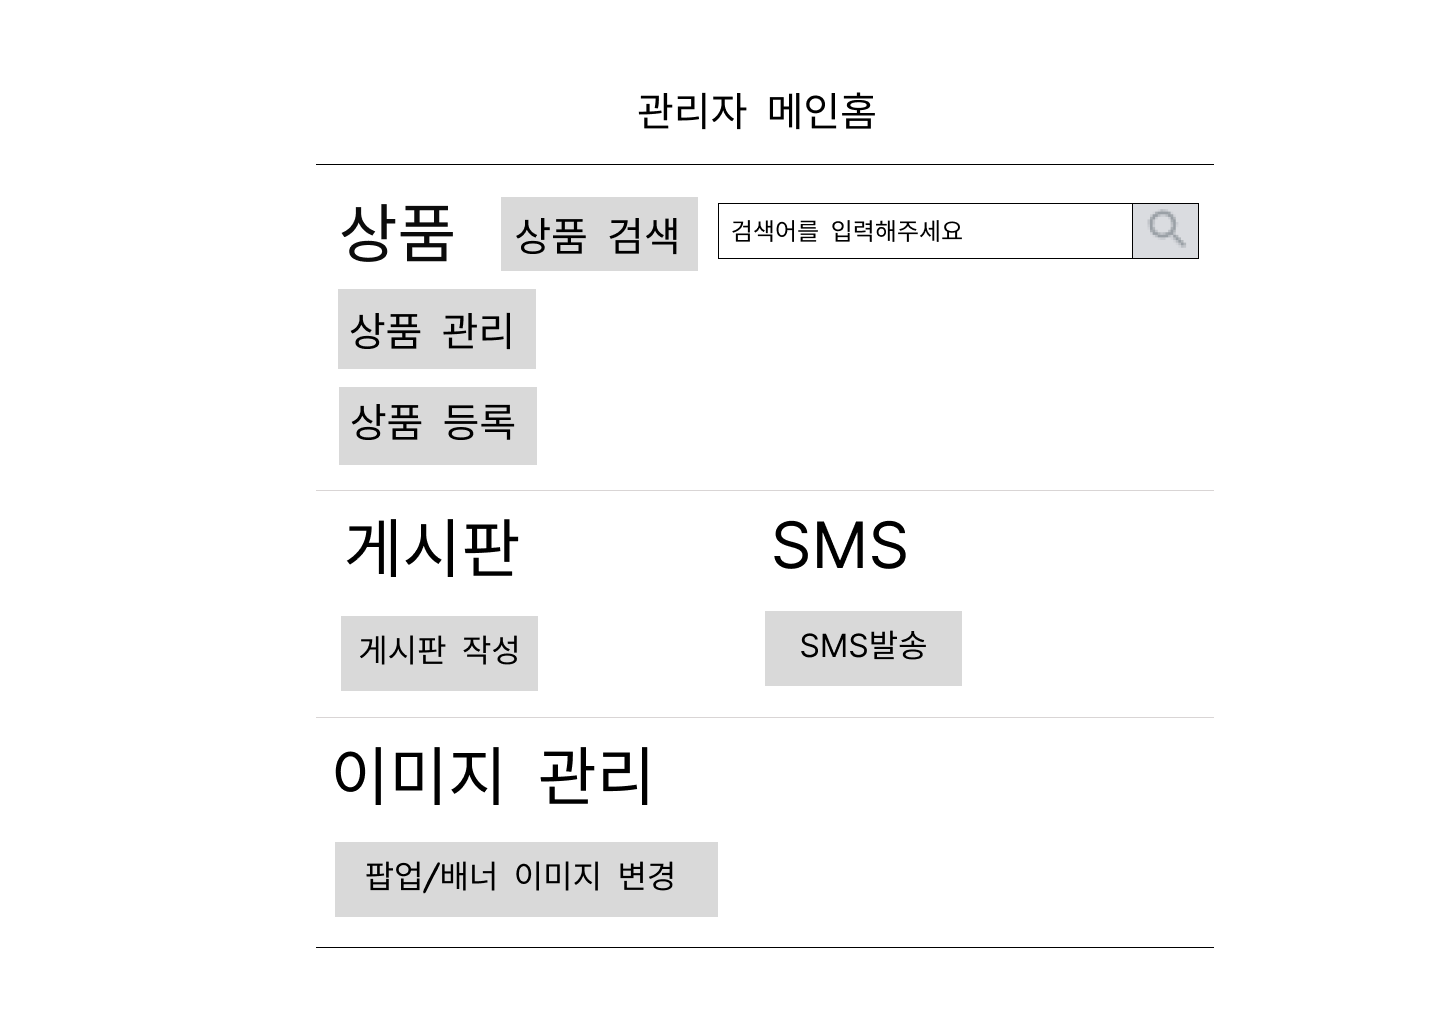 관리자 메인홈
상품
상품 검색
검색어를 입력해주세요
상품 관리
상품 등록
게시판
SMS
게시판 작성
SMS발송
이미지 관리
팝업/배너 이미지 변경